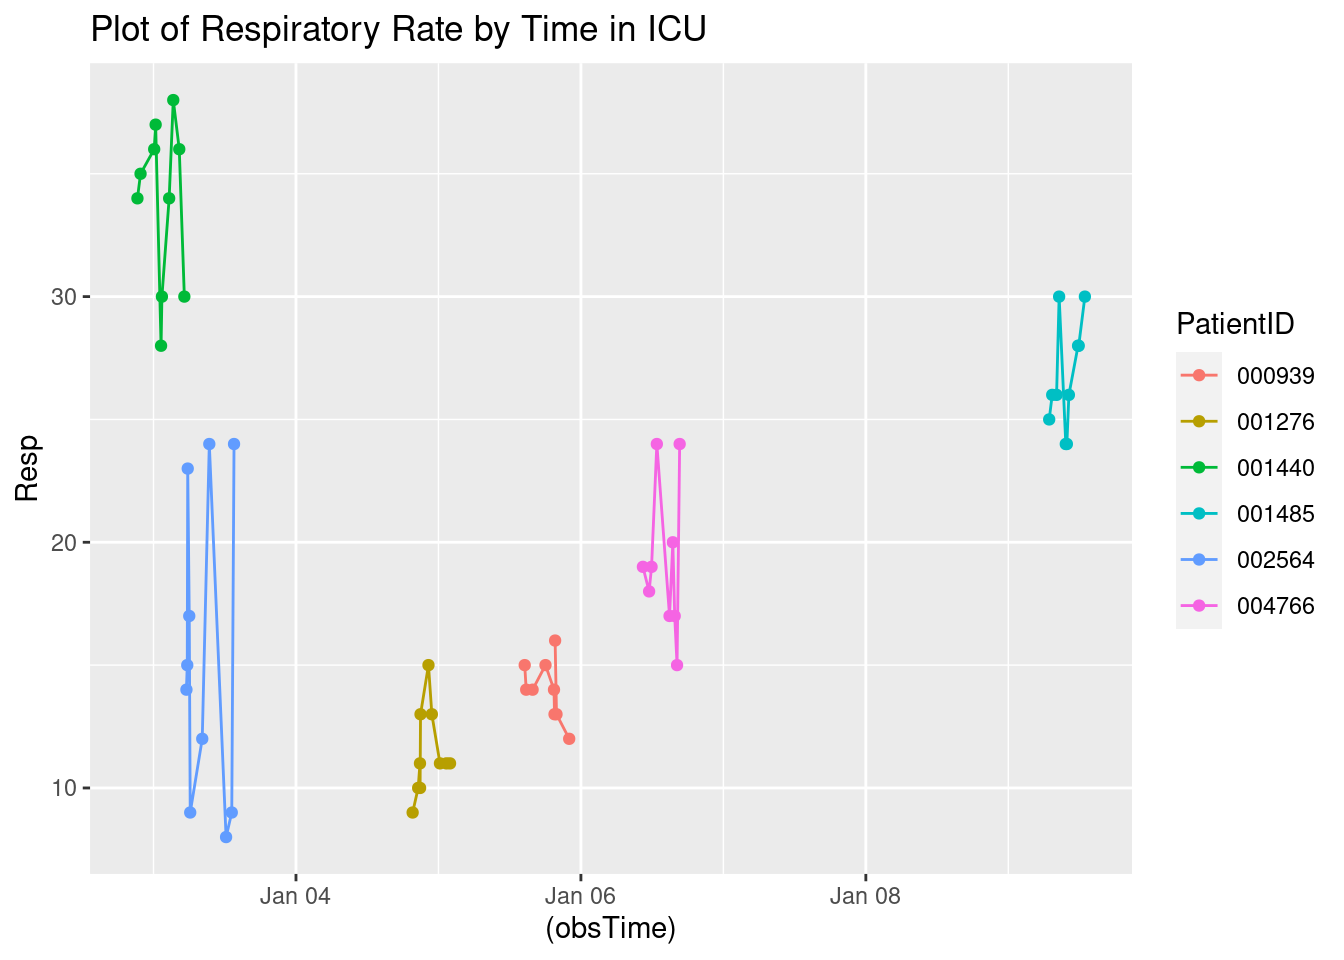 Plot of Respiratory Rate by Time in ICU
Resp
30
20
10
Jan 04
Jan 06
Jan 08
(obsTime)
PatientID
000939
001276
001440
001485
002564
004766